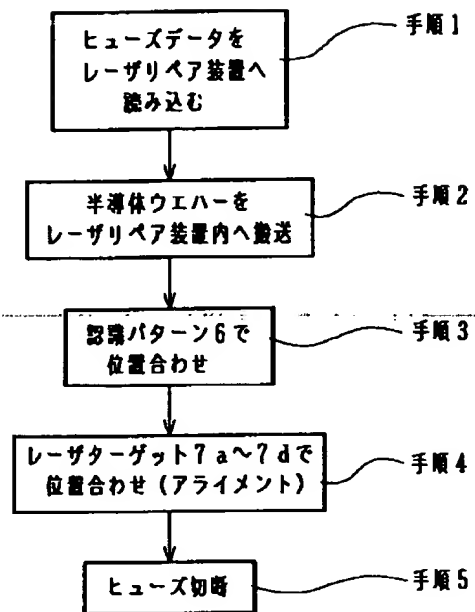 ヒューズデータを
レーザリペア装置へ
読み込む
手順1
半導体ウエハーを
レーザリペア装置内へ搬送
手順2
認識パターン6で
位置合わせ
手順3
レーザターゲット7a〜7dで
位置合わせ(アライメント)
手順4
ヒューズ切断
手順5